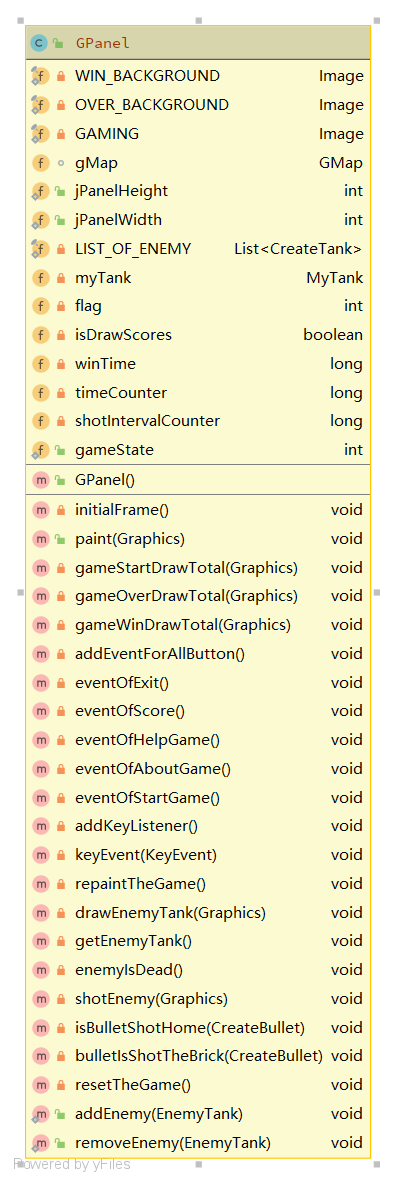 GPanel
WIN_BACKGROUND Image
OVER_BACKGROUND Image
GAMING Image
gMap GMap
jPanelHeight int
jPanelWidth int
LIST_OF_ENEMY List<CreateTank>
myTank MyTank
flag int
isDrawScores boolean
winTime long
timeCounter long
shotIntervalCounter long
gameState int
GPanel()
initialFrame() void
paint(Graphics) void
gameStartDrawTotal(Graphics) void
gameOverDrawTotal(Graphics) void
gameWinDrawTotal(Graphics) void
addEventForAllButton() void
eventOfExit() void
eventOfScore() void
eventOfHelpGame() void
eventOfAboutGame() void
eventOfStartGame() void
addKeyListener() void
keyEvent(KeyEvent) void
repaintTheGame() void
drawEnemyTank(Graphics) void
getEnemyTank() void
enemyIsDead() void
shotEnemy(Graphics) void
isBulletShotHome(CreateBullet) void
bulletIsShotTheBrick(CreateBullet) void
resetTheGame() void
addEnemy(EnemyTank) void
removeEnemy(EnemyTank) void
Powered by yFiles